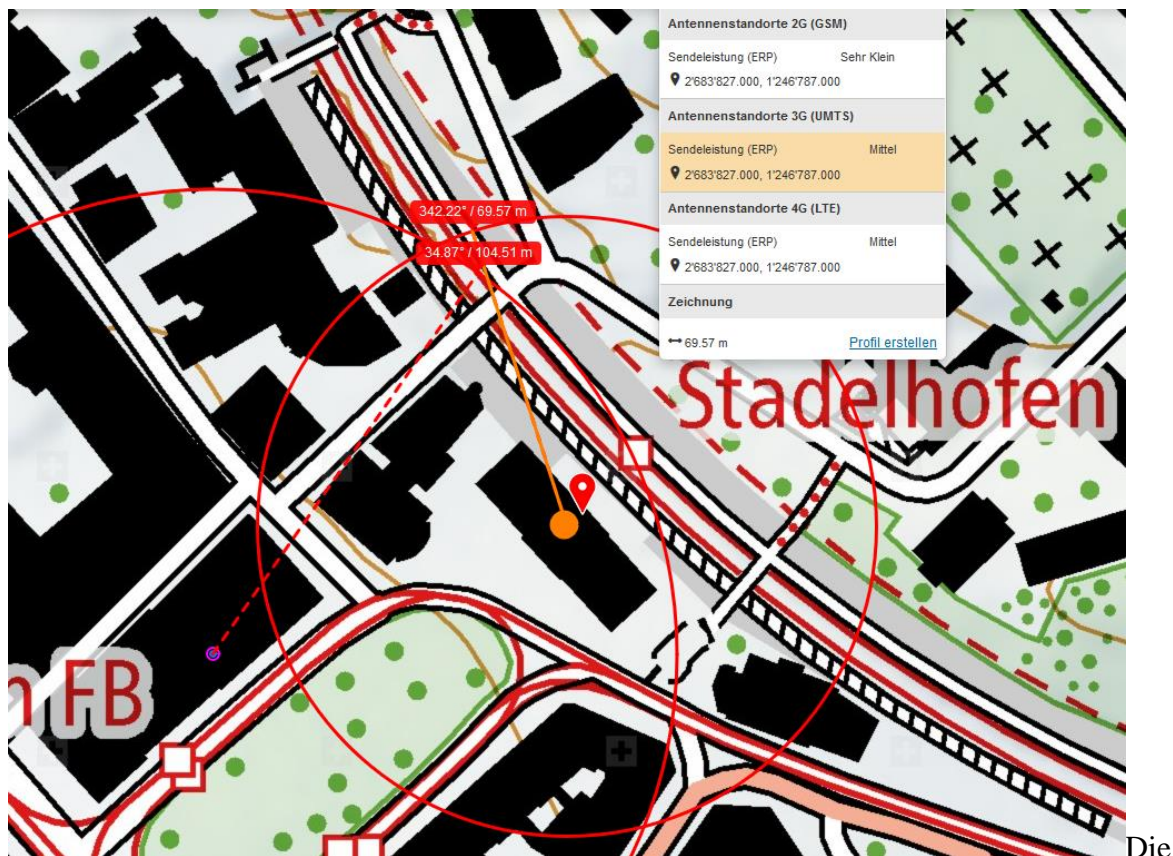 Antennenstandorte 2G (GSM)
Sendeleistung (ERP) Sehr Klein
2'683'827.000, 1'246'787.000
Antennenstandorte 3G (UMTS)
Sendeleistung (ERP) Mittel
2'683'827.000, 1'246'787.000
Antennenstandorte 4G (LTE)
Sendeleistung (ERP) Mittel
2'683'827.000, 1'246'787.000
Zeichnung
69.57 m Profil erstellen
342.22° / 69.57 m
34.87° / 104.51 m
Stadelhofen
n FB
Die